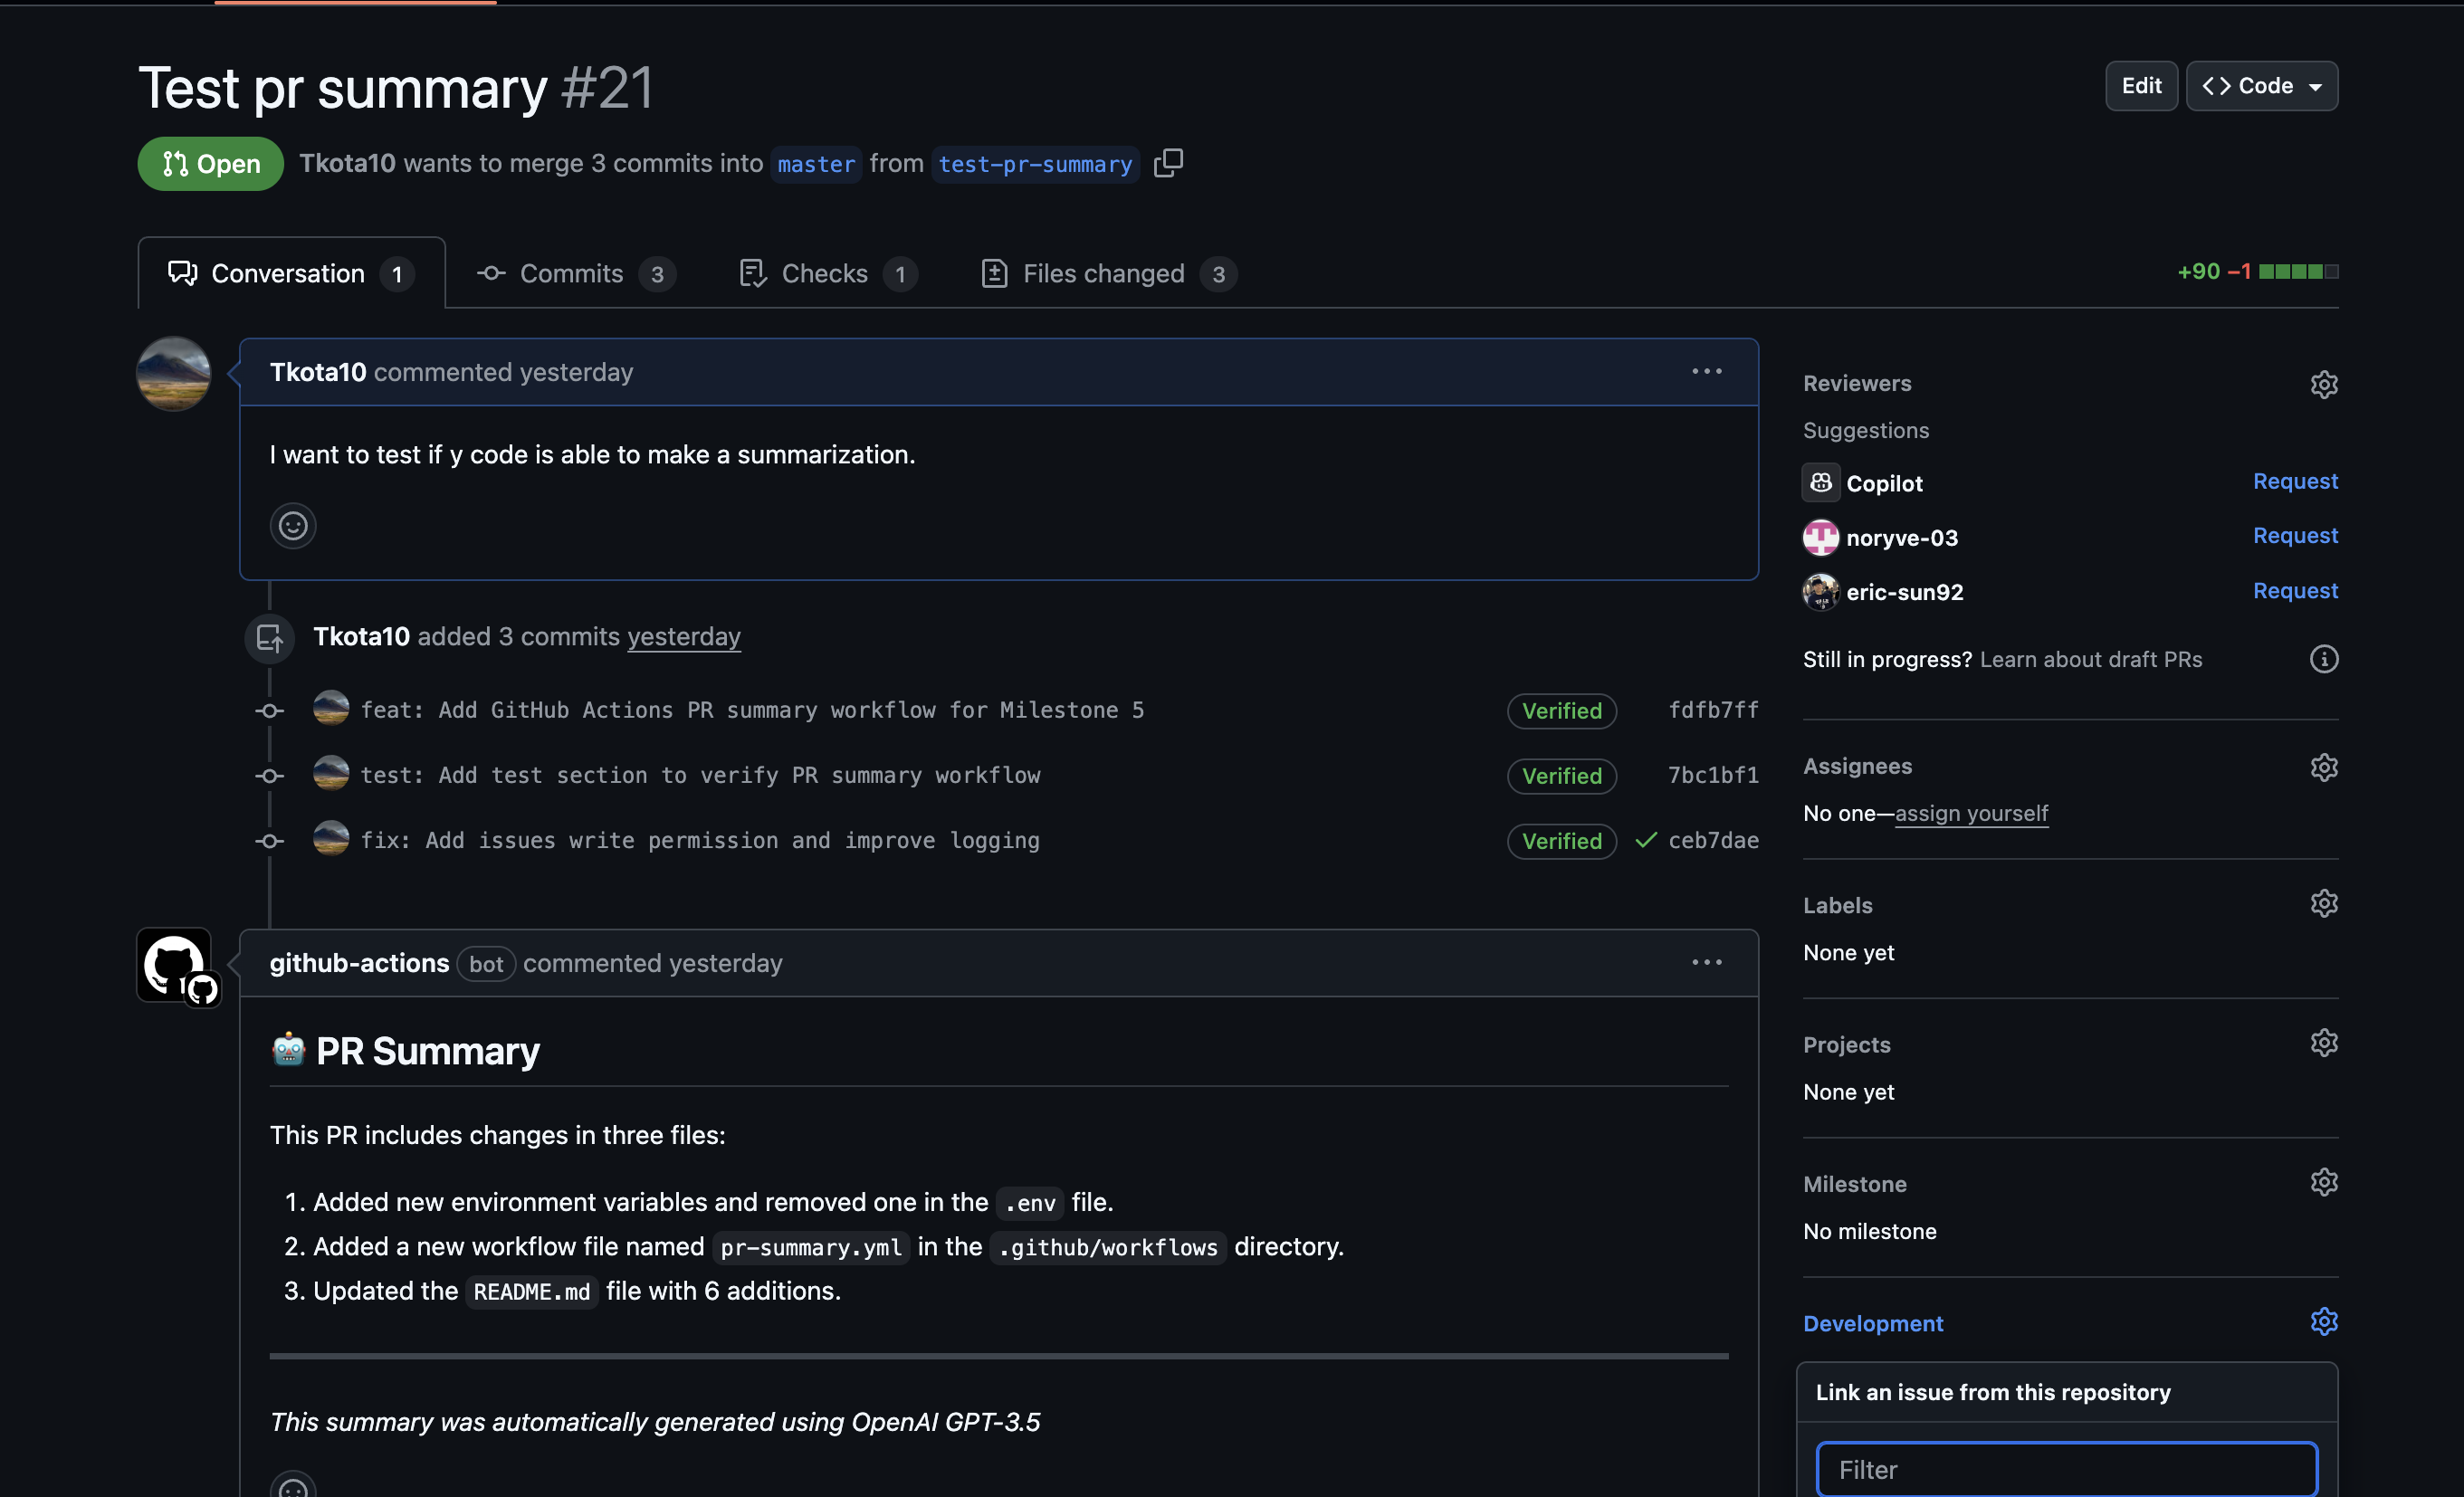 Test pr summary #21
Edit
Code
Open
Tkota10 wants to merge 3 commits into master from test-pr-summary
Conversation 1
Commits 3
Checks 1
Files changed 3
+90 −1
Tkota10 commented yesterday
I want to test if y code is able to make a summarization.
Tkota10 added 3 commits yesterday
feat: Add GitHub Actions PR summary workflow for Milestone 5
Verified
fdfb7ff
test: Add test section to verify PR summary workflow
Verified
7bc1bf1
fix: Add issues write permission and improve logging
Verified
ceb7dae
github-actions bot commented yesterday
PR Summary
This PR includes changes in three files:
1. Added new environment variables and removed one in the .env file.
2. Added a new workflow file named pr-summary.yml in the .github/workflows directory.
3. Updated the README.md file with 6 additions.
This summary was automatically generated using OpenAI GPT-3.5
Reviewers
Suggestions
Copilot
Request
noryve-03
Request
eric-sun92
Request
Still in progress? Learn about draft PRs
Assignees
No one—assign yourself
Labels
None yet
Projects
None yet
Milestone
No milestone
Development
Link an issue from this repository
Filter